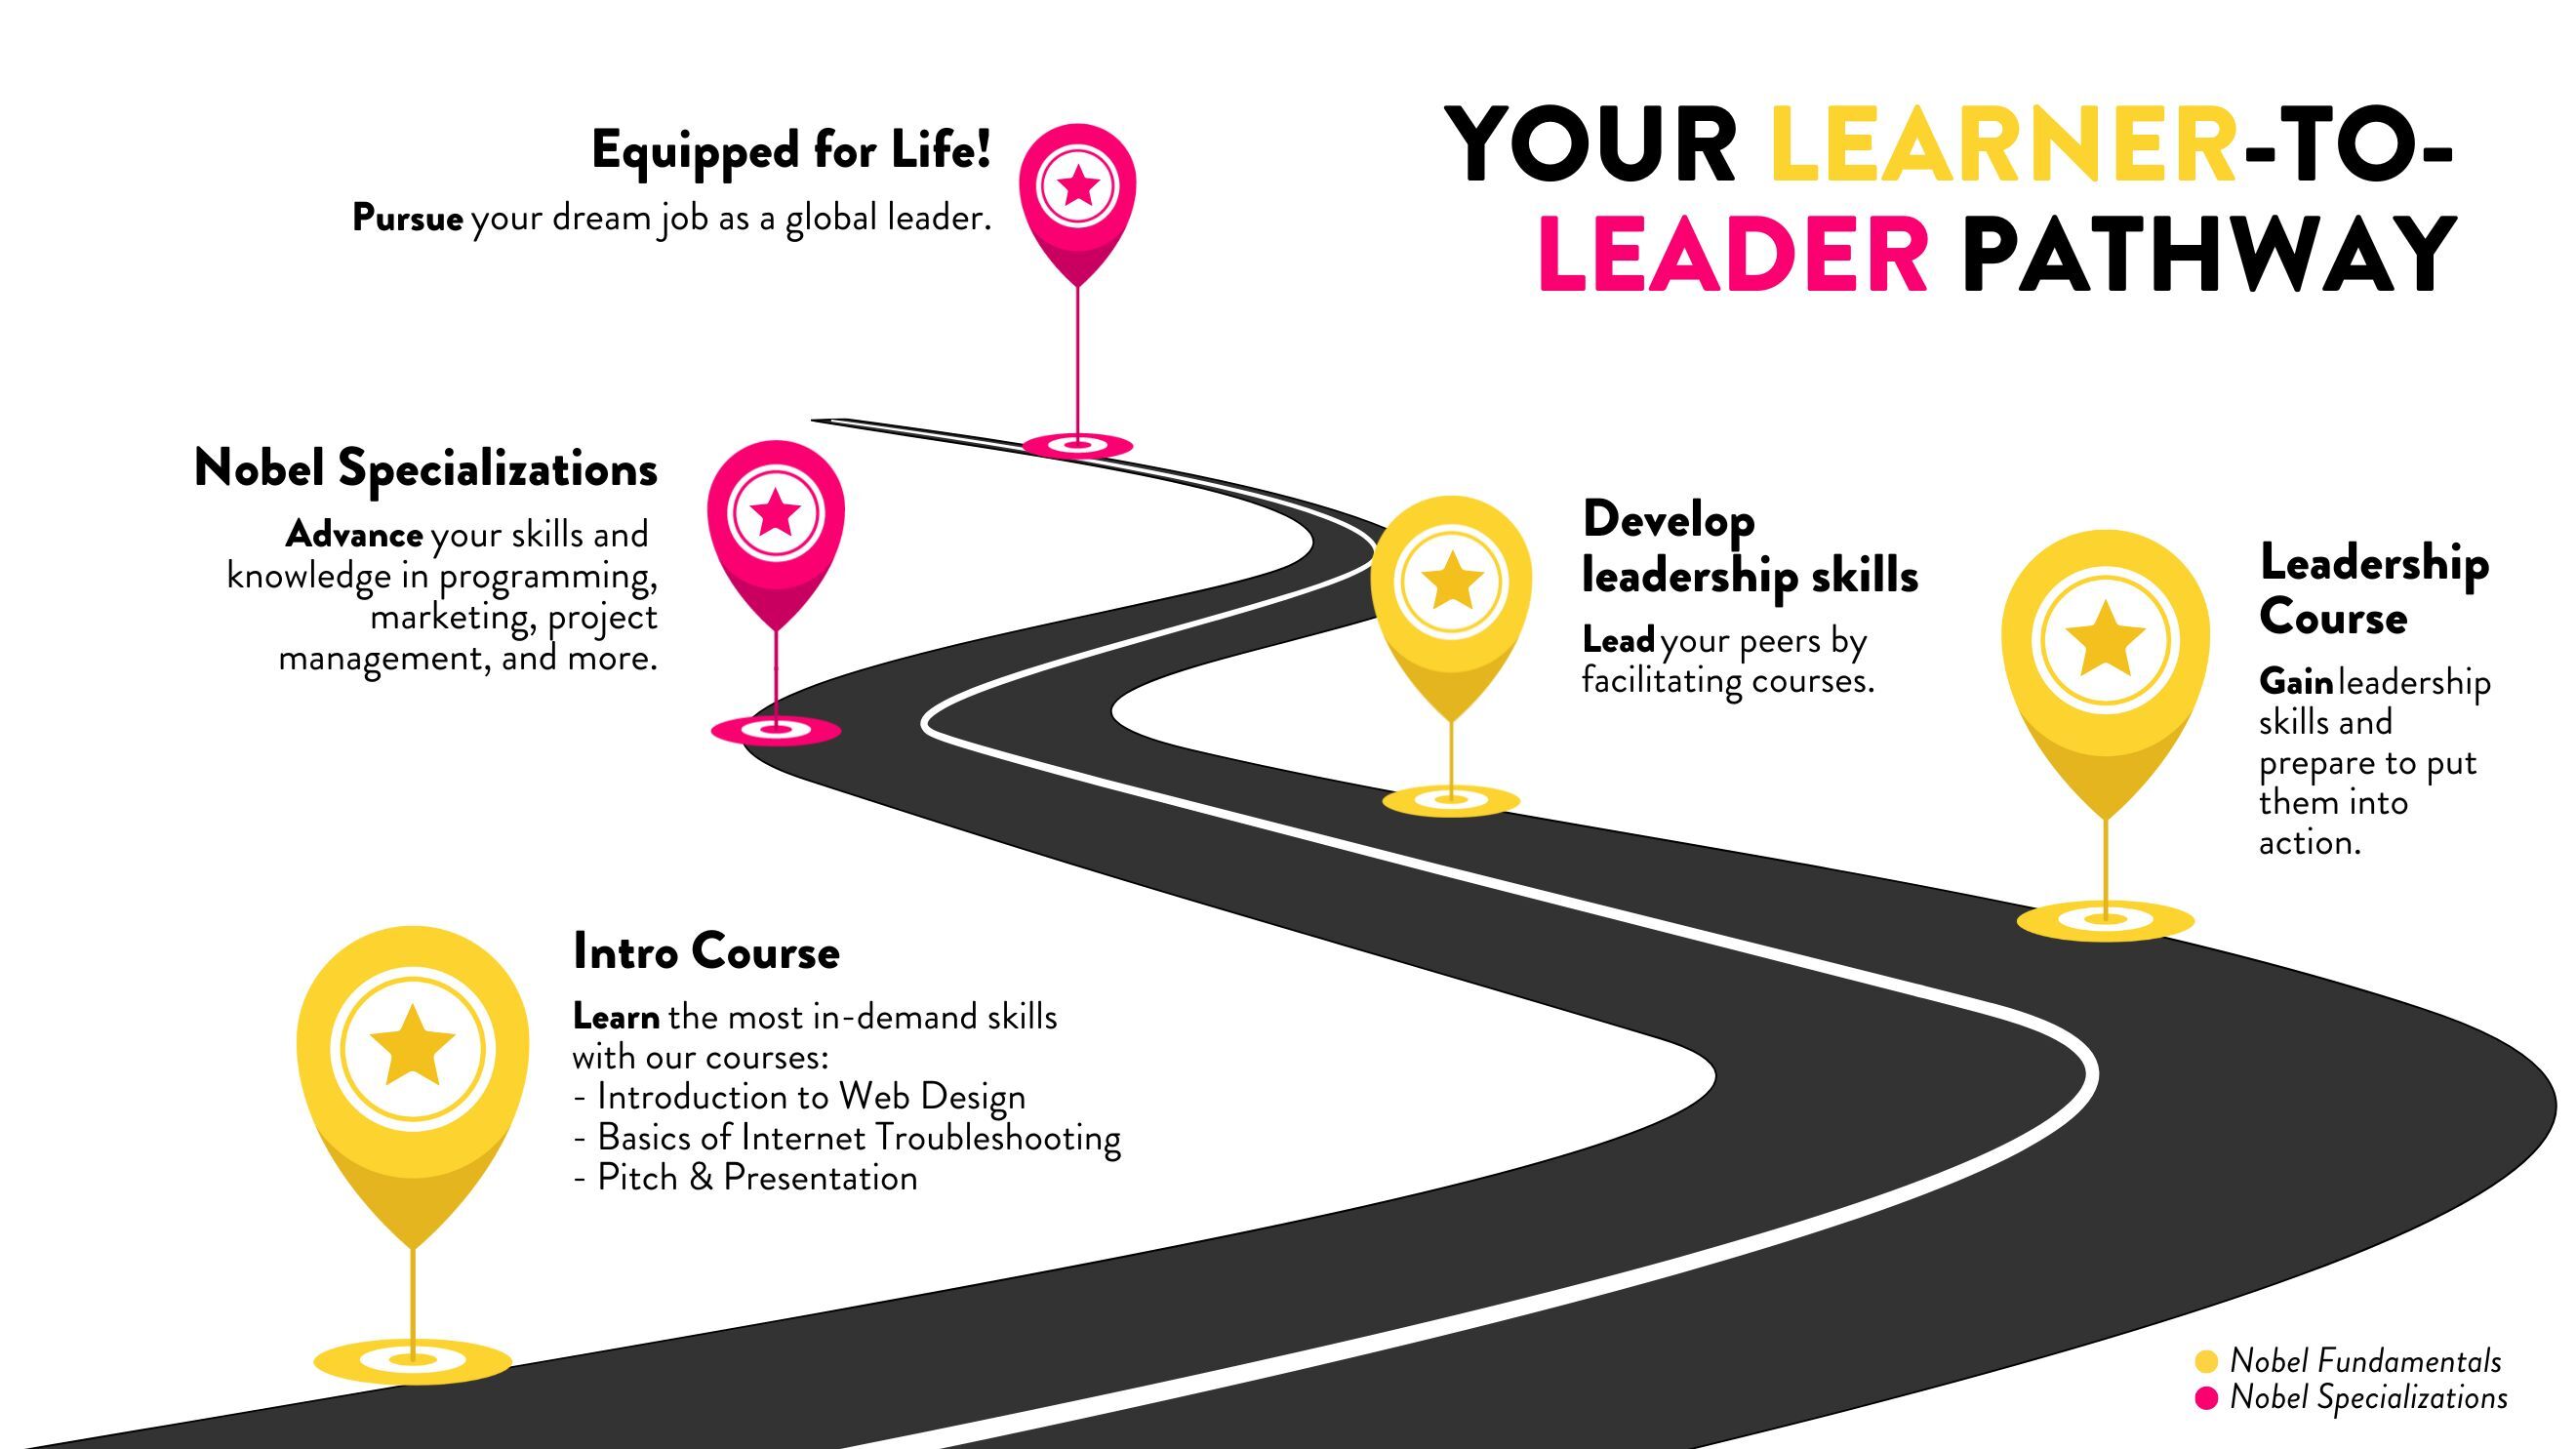 YOUR LEARNER-TO-
LEADER PATHWAY
Equipped for Life!
Pursue your dream job as a global leader.
Nobel Specializations
Advance your skills and
knowledge in programming,
marketing, project
management, and more.
Develop
leadership skills
Lead your peers by
facilitating courses.
Leadership
Course
Gain leadership
skills and
prepare to put
them into
action.
Intro Course
Learn the most in-demand skills
with our courses:
- Introduction to Web Design
- Basics of Internet Troubleshooting
- Pitch & Presentation
Nobel Fundamentals
Nobel Specializations